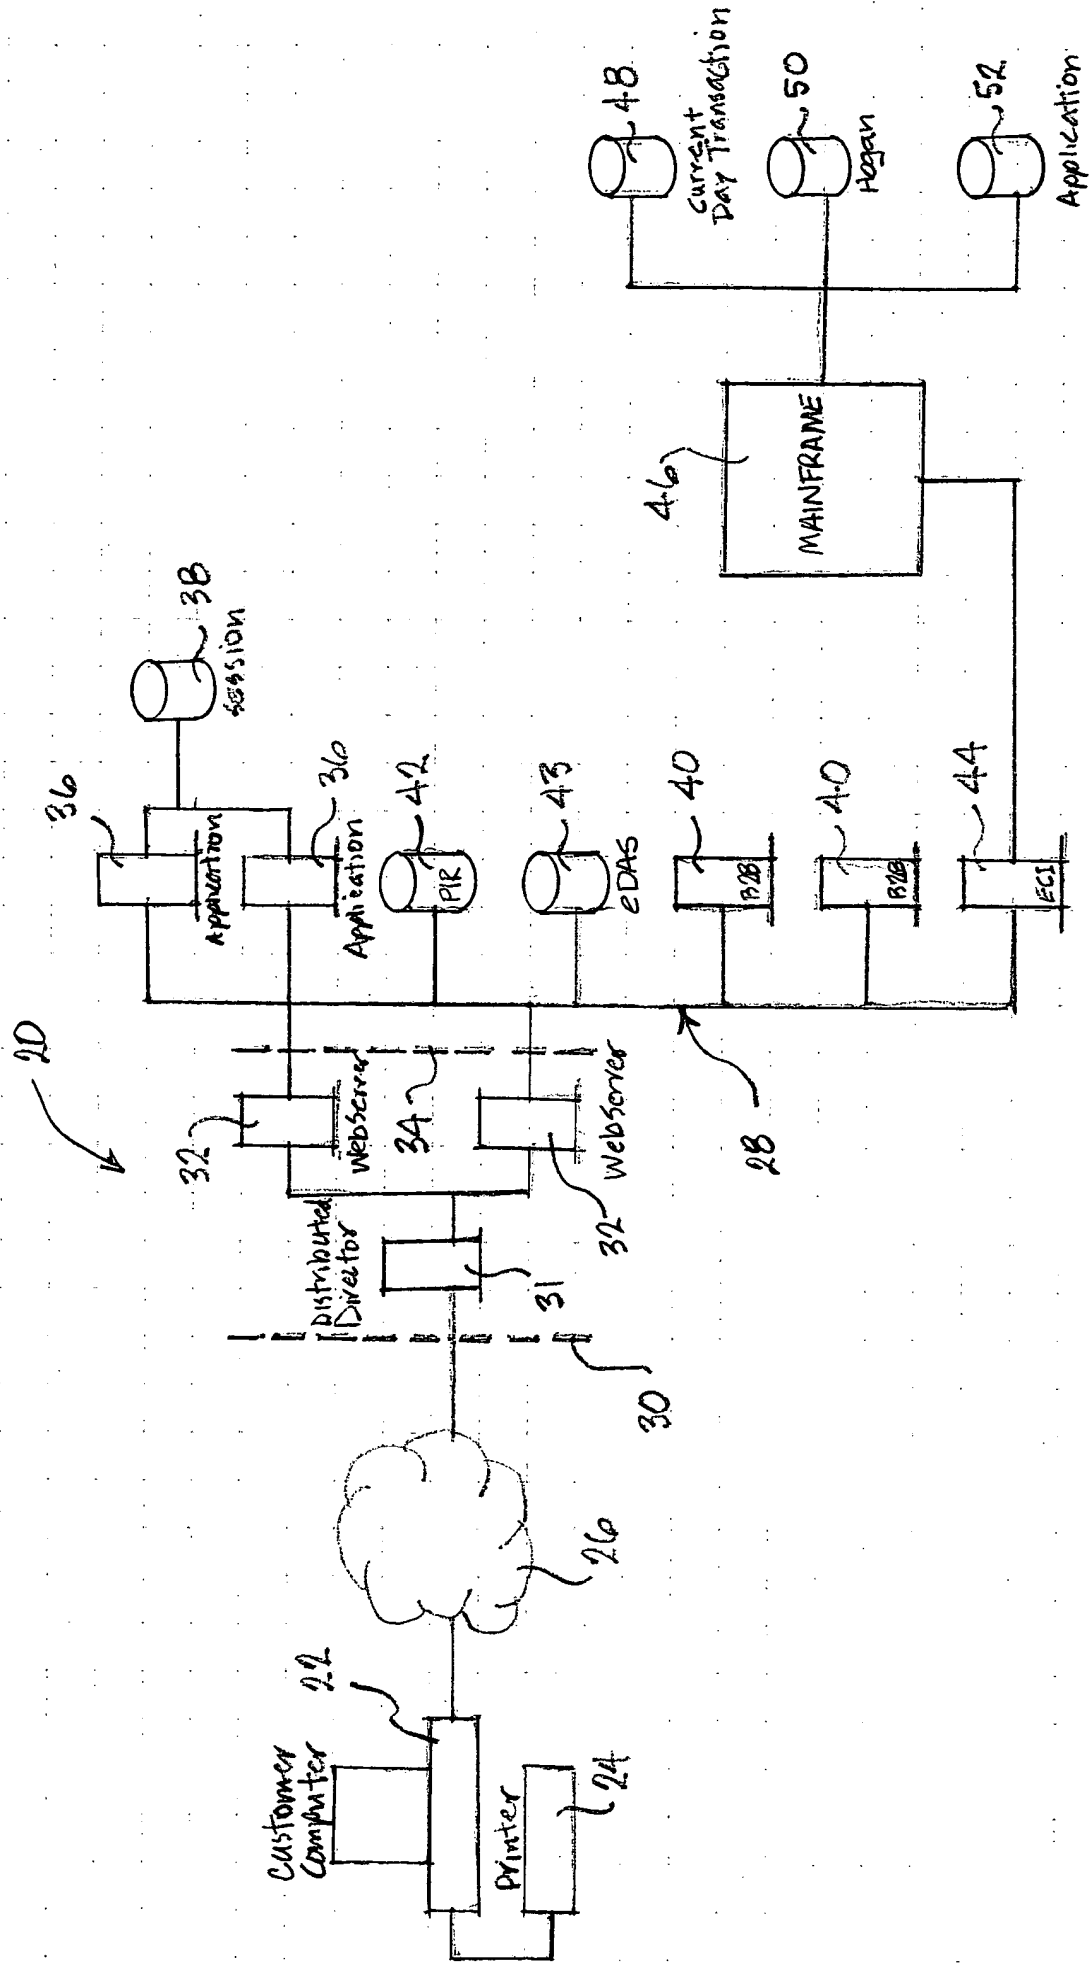 20
Customer
Computer
22
Printer
24
26
30
Distributed
Director
31
32
WebServer
32
WebServer
34
28
36
Application
36
Application
38
Session
42
PIR
43
eDAS
40
B2B
40
B2B
44
ECI
46
MAINFRAME
48
Current
Day Transaction
50
Hogan
52
Application